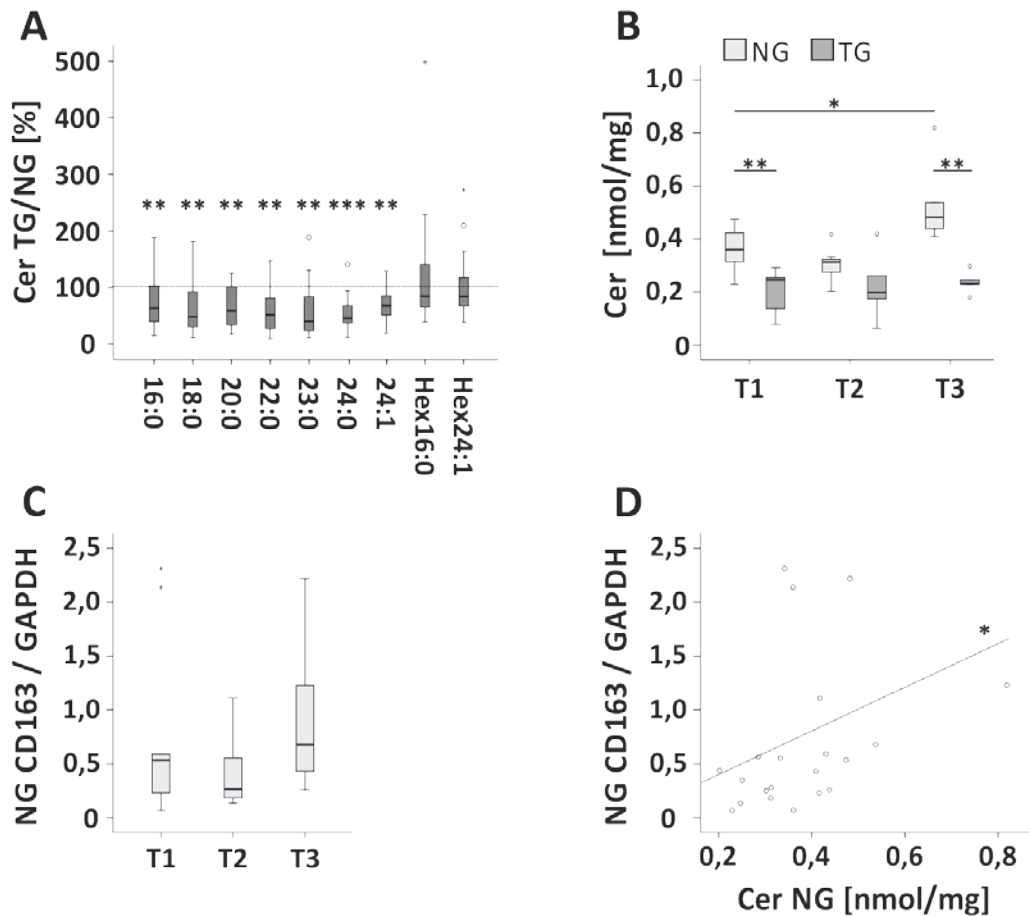 A
Cer TG/NG [%]
500
400
300
200
100
0
** ** ** ** ** *** **
16:0 18:0 20:0 22:0 23:0 24:0 24:1 Hex16:0 Hex24:1
B
NG TG
Cer [nmol/mg]
1,0
0,8
0,6
0,4
0,2
0
*
** **
T1 T2 T3
C
NG CD163 / GAPDH
2,5
2,0
1,5
1,0
0,5
0
T1 T2 T3
D
NG CD163 / GAPDH
2,5
2,0
1,5
1,0
0,5
0
*
0,2 0,4 0,6 0,8
Cer NG [nmol/mg]